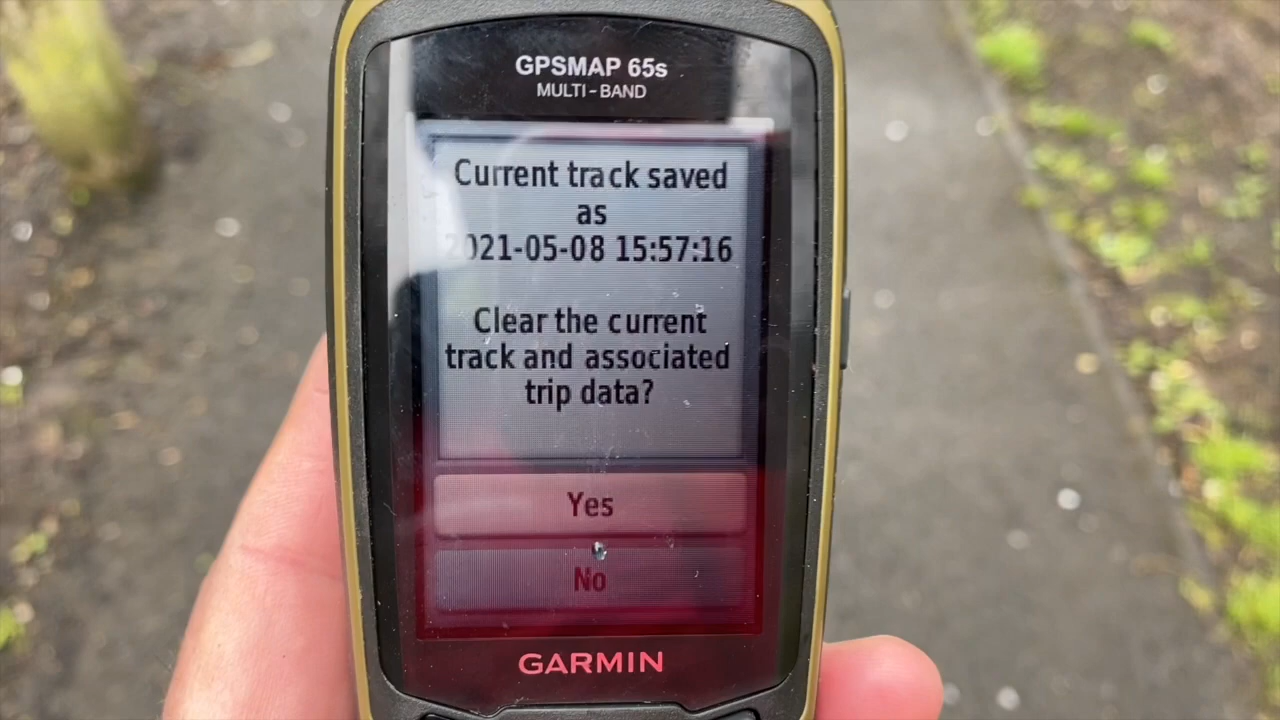 GPSMAP 65s
MULTI-BAND
Current track saved
as
2021-05-08 15:57:16
Clear the current
track and associated
trip data?
Yes
No
GARMIN